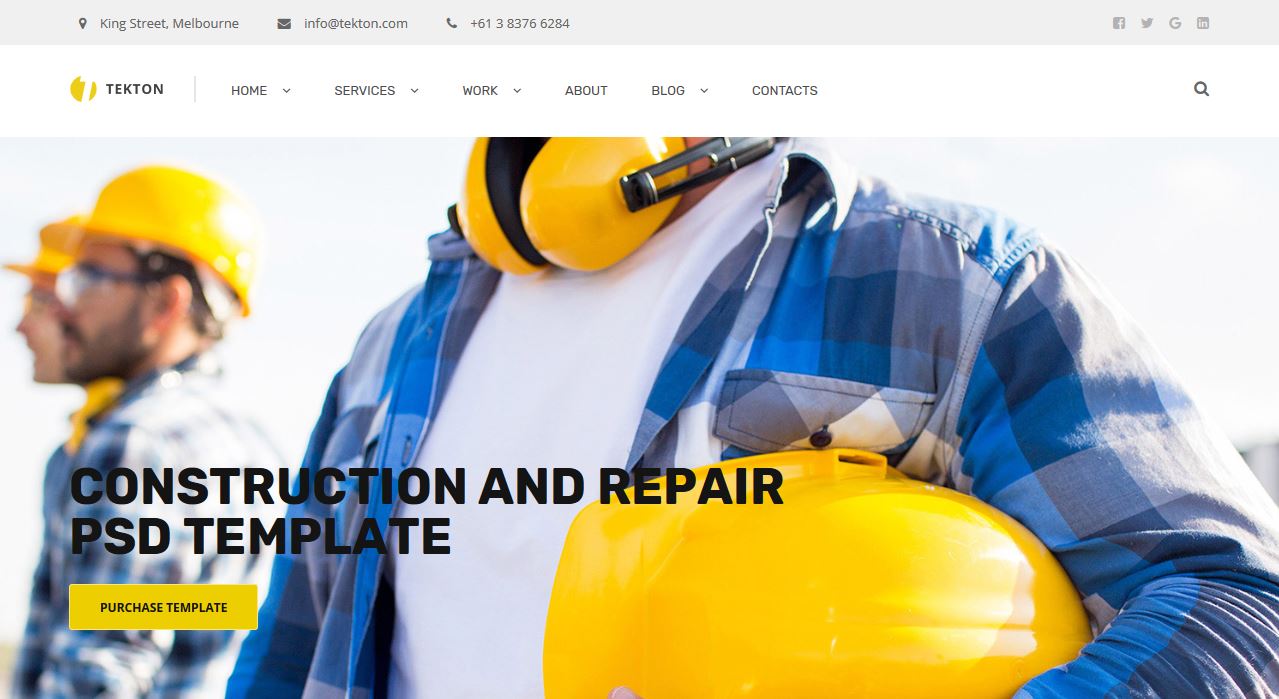 King Street, Melbourne
info@tekton.com
+61 3 8376 6284
TEKTON
HOME
SERVICES
WORK
ABOUT
BLOG
CONTACTS
CONSTRUCTION AND REPAIR
PSD TEMPLATE
PURCHASE TEMPLATE